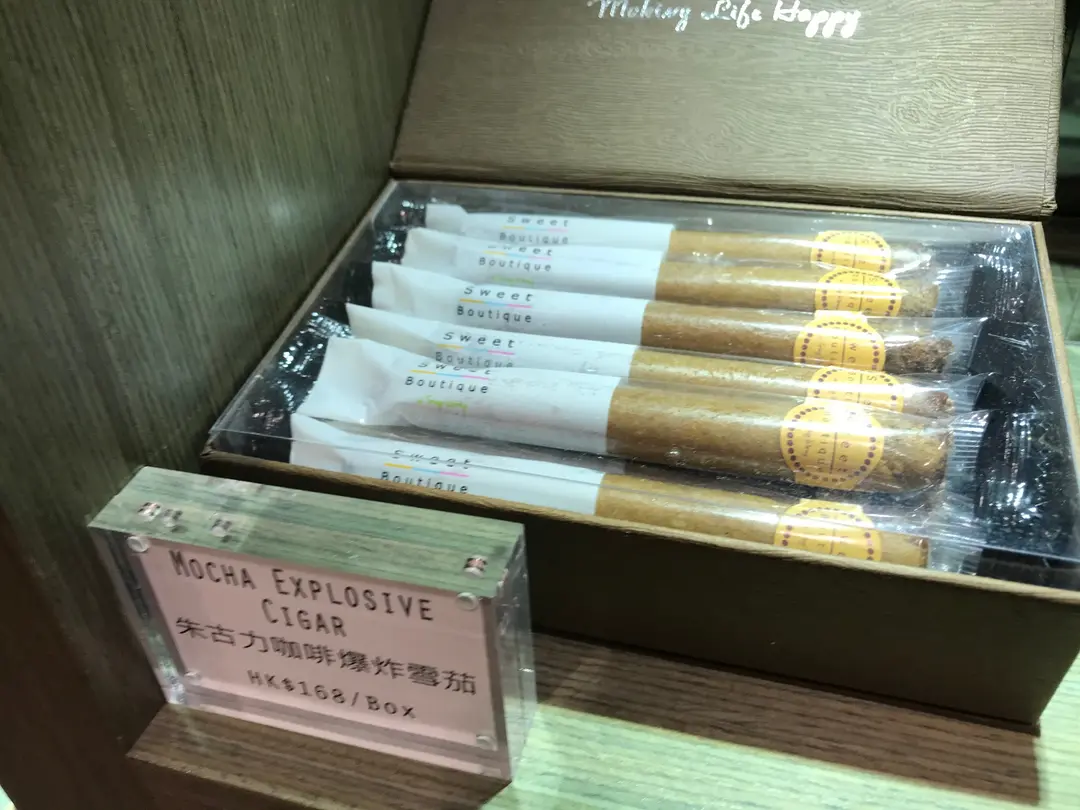 Making Life Happy
Sweet
Boutique
Sweet
Boutique
Sweet
Boutique
Sweet
Boutique
Sweet
Boutique
Sweet
Boutique
MOCHA EXPLOSIVE
CIGAR
朱古力咖啡爆炸雪茄
HK$168/Box